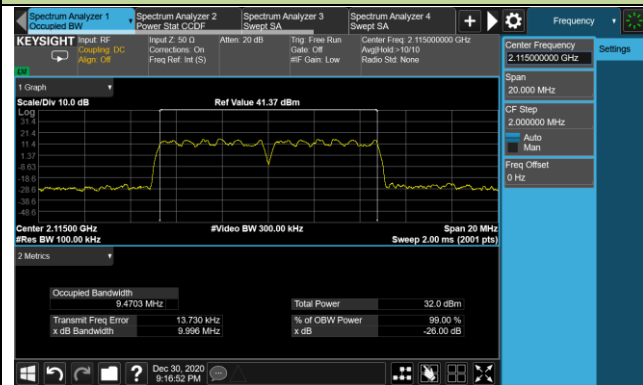 Spectrum Analyzer 1
Occupied BW
Spectrum Analyzer 2
Power Stat CCDF
Spectrum Analyzer 3
Swept SA
Spectrum Analyzer 4
Swept SA
Frequency
KEYSIGHT
Input: RF
Coupling: DC
Align: Off
Input Z: 50 Ω
Corrections: On
Freq Ref: Int (S)
Atten: 20 dB
Trig: Free Run
Gate: Off
#IF Gain: Low
Center Freq: 2.115000000 GHz
Avg|Hold:>10/10
Radio Std: None
Center Frequency
2.115000000 GHz
Settings
Span
20.000 MHz
CF Step
2.000000 MHz
Auto
Man
Freq Offset
0 Hz
1 Graph
Scale/Div 10.0 dB
Ref Value 41.37 dBm
Log
31.4
21.4
11.4
1.37
-8.63
-18.6
-28.6
-38.6
-48.6
Center 2.11500 GHz
#Res BW 100.00 kHz
#Video BW 300.00 kHz
Span 20 MHz
Sweep 2.00 ms (2001 pts)
2 Metrics
Occupied Bandwidth
9.4703 MHz
Total Power
32.0 dBm
Transmit Freq Error
13.730 kHz
% of OBW Power
99.00 %
x dB Bandwidth
9.996 MHz
x dB
-26.00 dB
Dec 30, 2020
9:16:52 PM